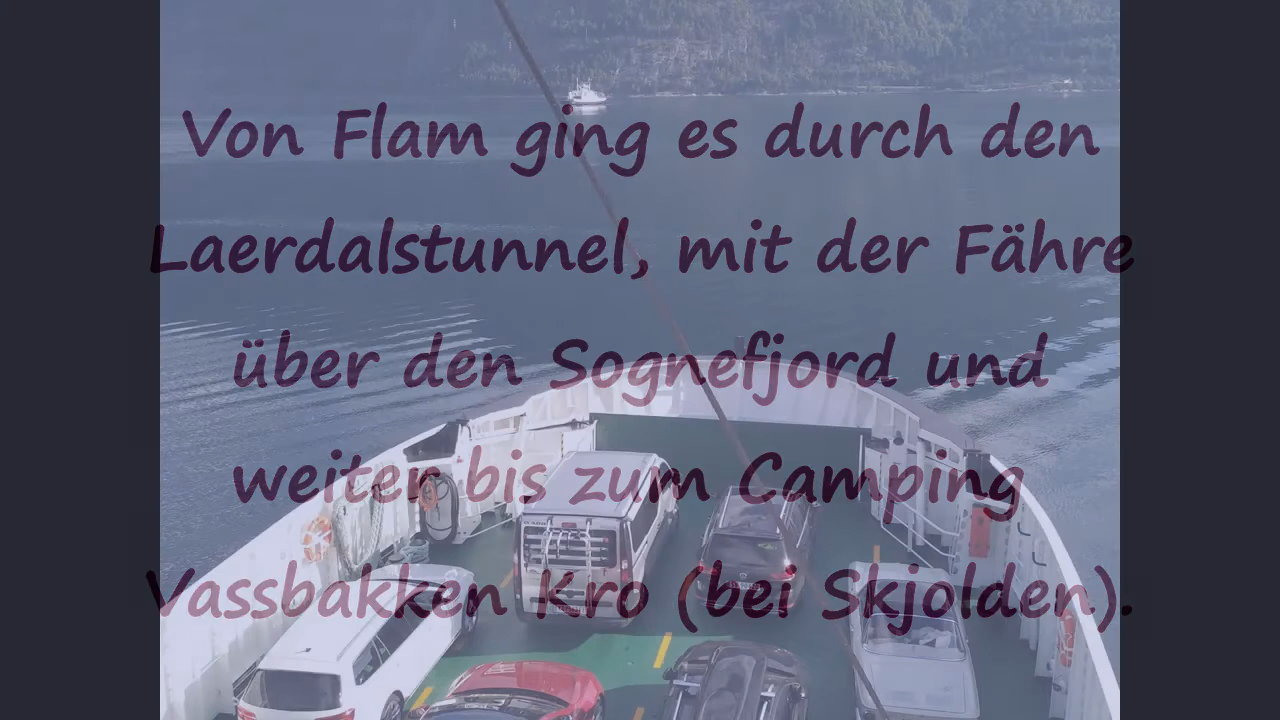 Von Flam ging es durch den
Laerdalstunnel, mit der Fähre
über den Sognefjord und
weiter bis zum Camping
Vassbakken Kro (bei Skjolden).